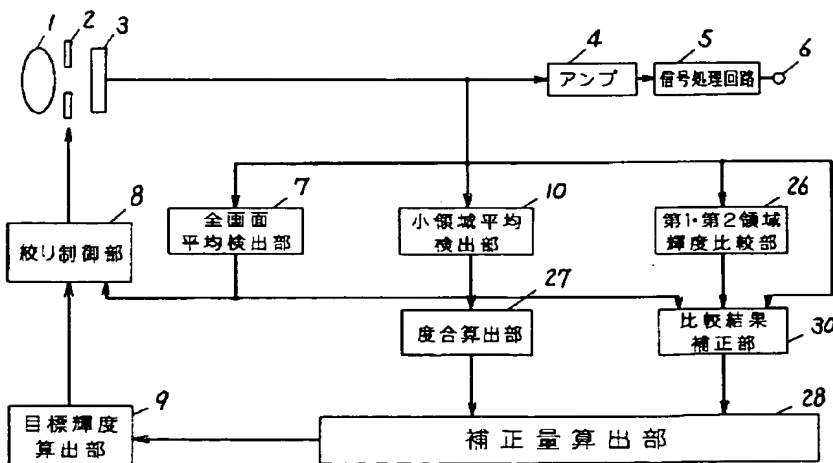 1
2
3
4
アンプ
5
信号処理回路
6
7
全画面
平均検出部
8
絞り制御部
10
小領域平均
検出部
26
第1・第2領域
輝度比較部
27
度合算出部
比較結果
補正部
30
9
目標輝度
算出部
28
補正量算出部